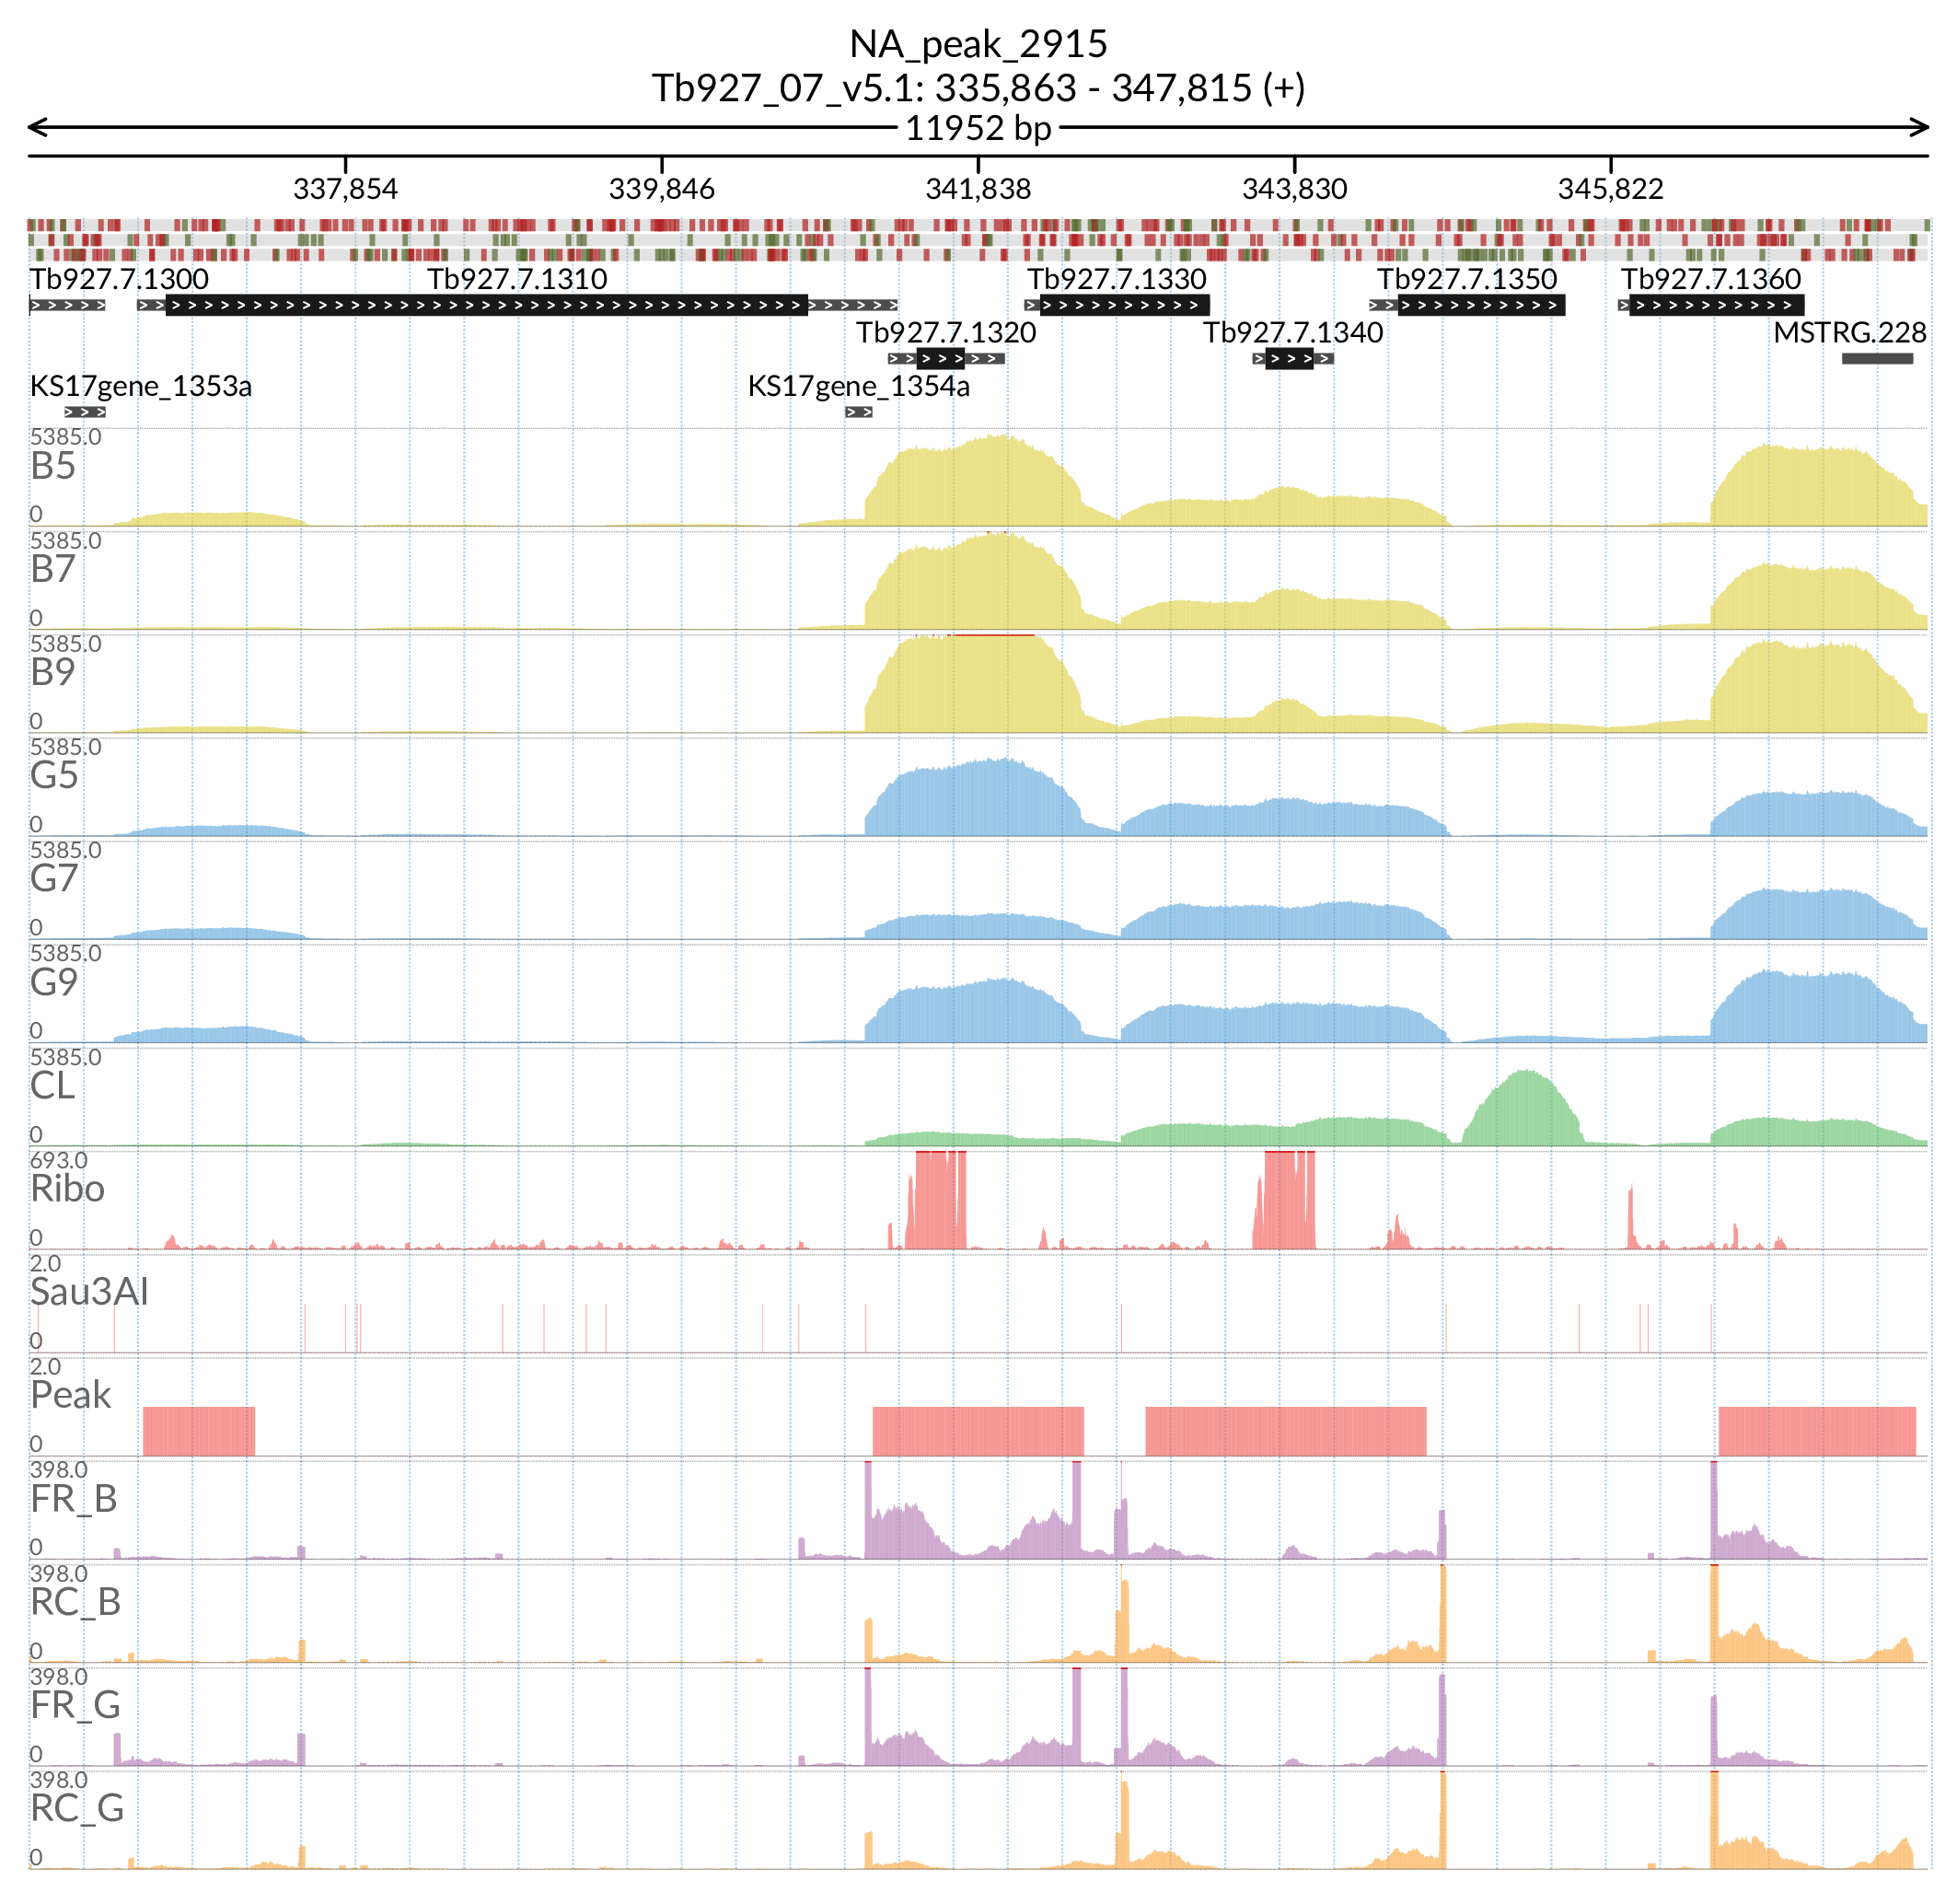 NA_peak_2915
Tb927_07_v5.1: 335,863 - 347,815 (+)
11952 bp
337,854 339,846 341,838 343,830 345,822
Tb927.7.1300 Tb927.7.1310 Tb927.7.1330 Tb927.7.1350 Tb927.7.1360
Tb927.7.1320 Tb927.7.1340 MSTRG.228
KS17gene_1353a KS17gene_1354a
5385.0
B5
0
5385.0
B7
0
5385.0
B9
0
5385.0
G5
0
5385.0
G7
0
5385.0
G9
0
5385.0
CL
0
693.0
Ribo
0
2.0
Sau3AI
0
2.0
Peak
0
398.0
FR_B
0
398.0
RC_B
0
398.0
FR_G
0
398.0
RC_G
0